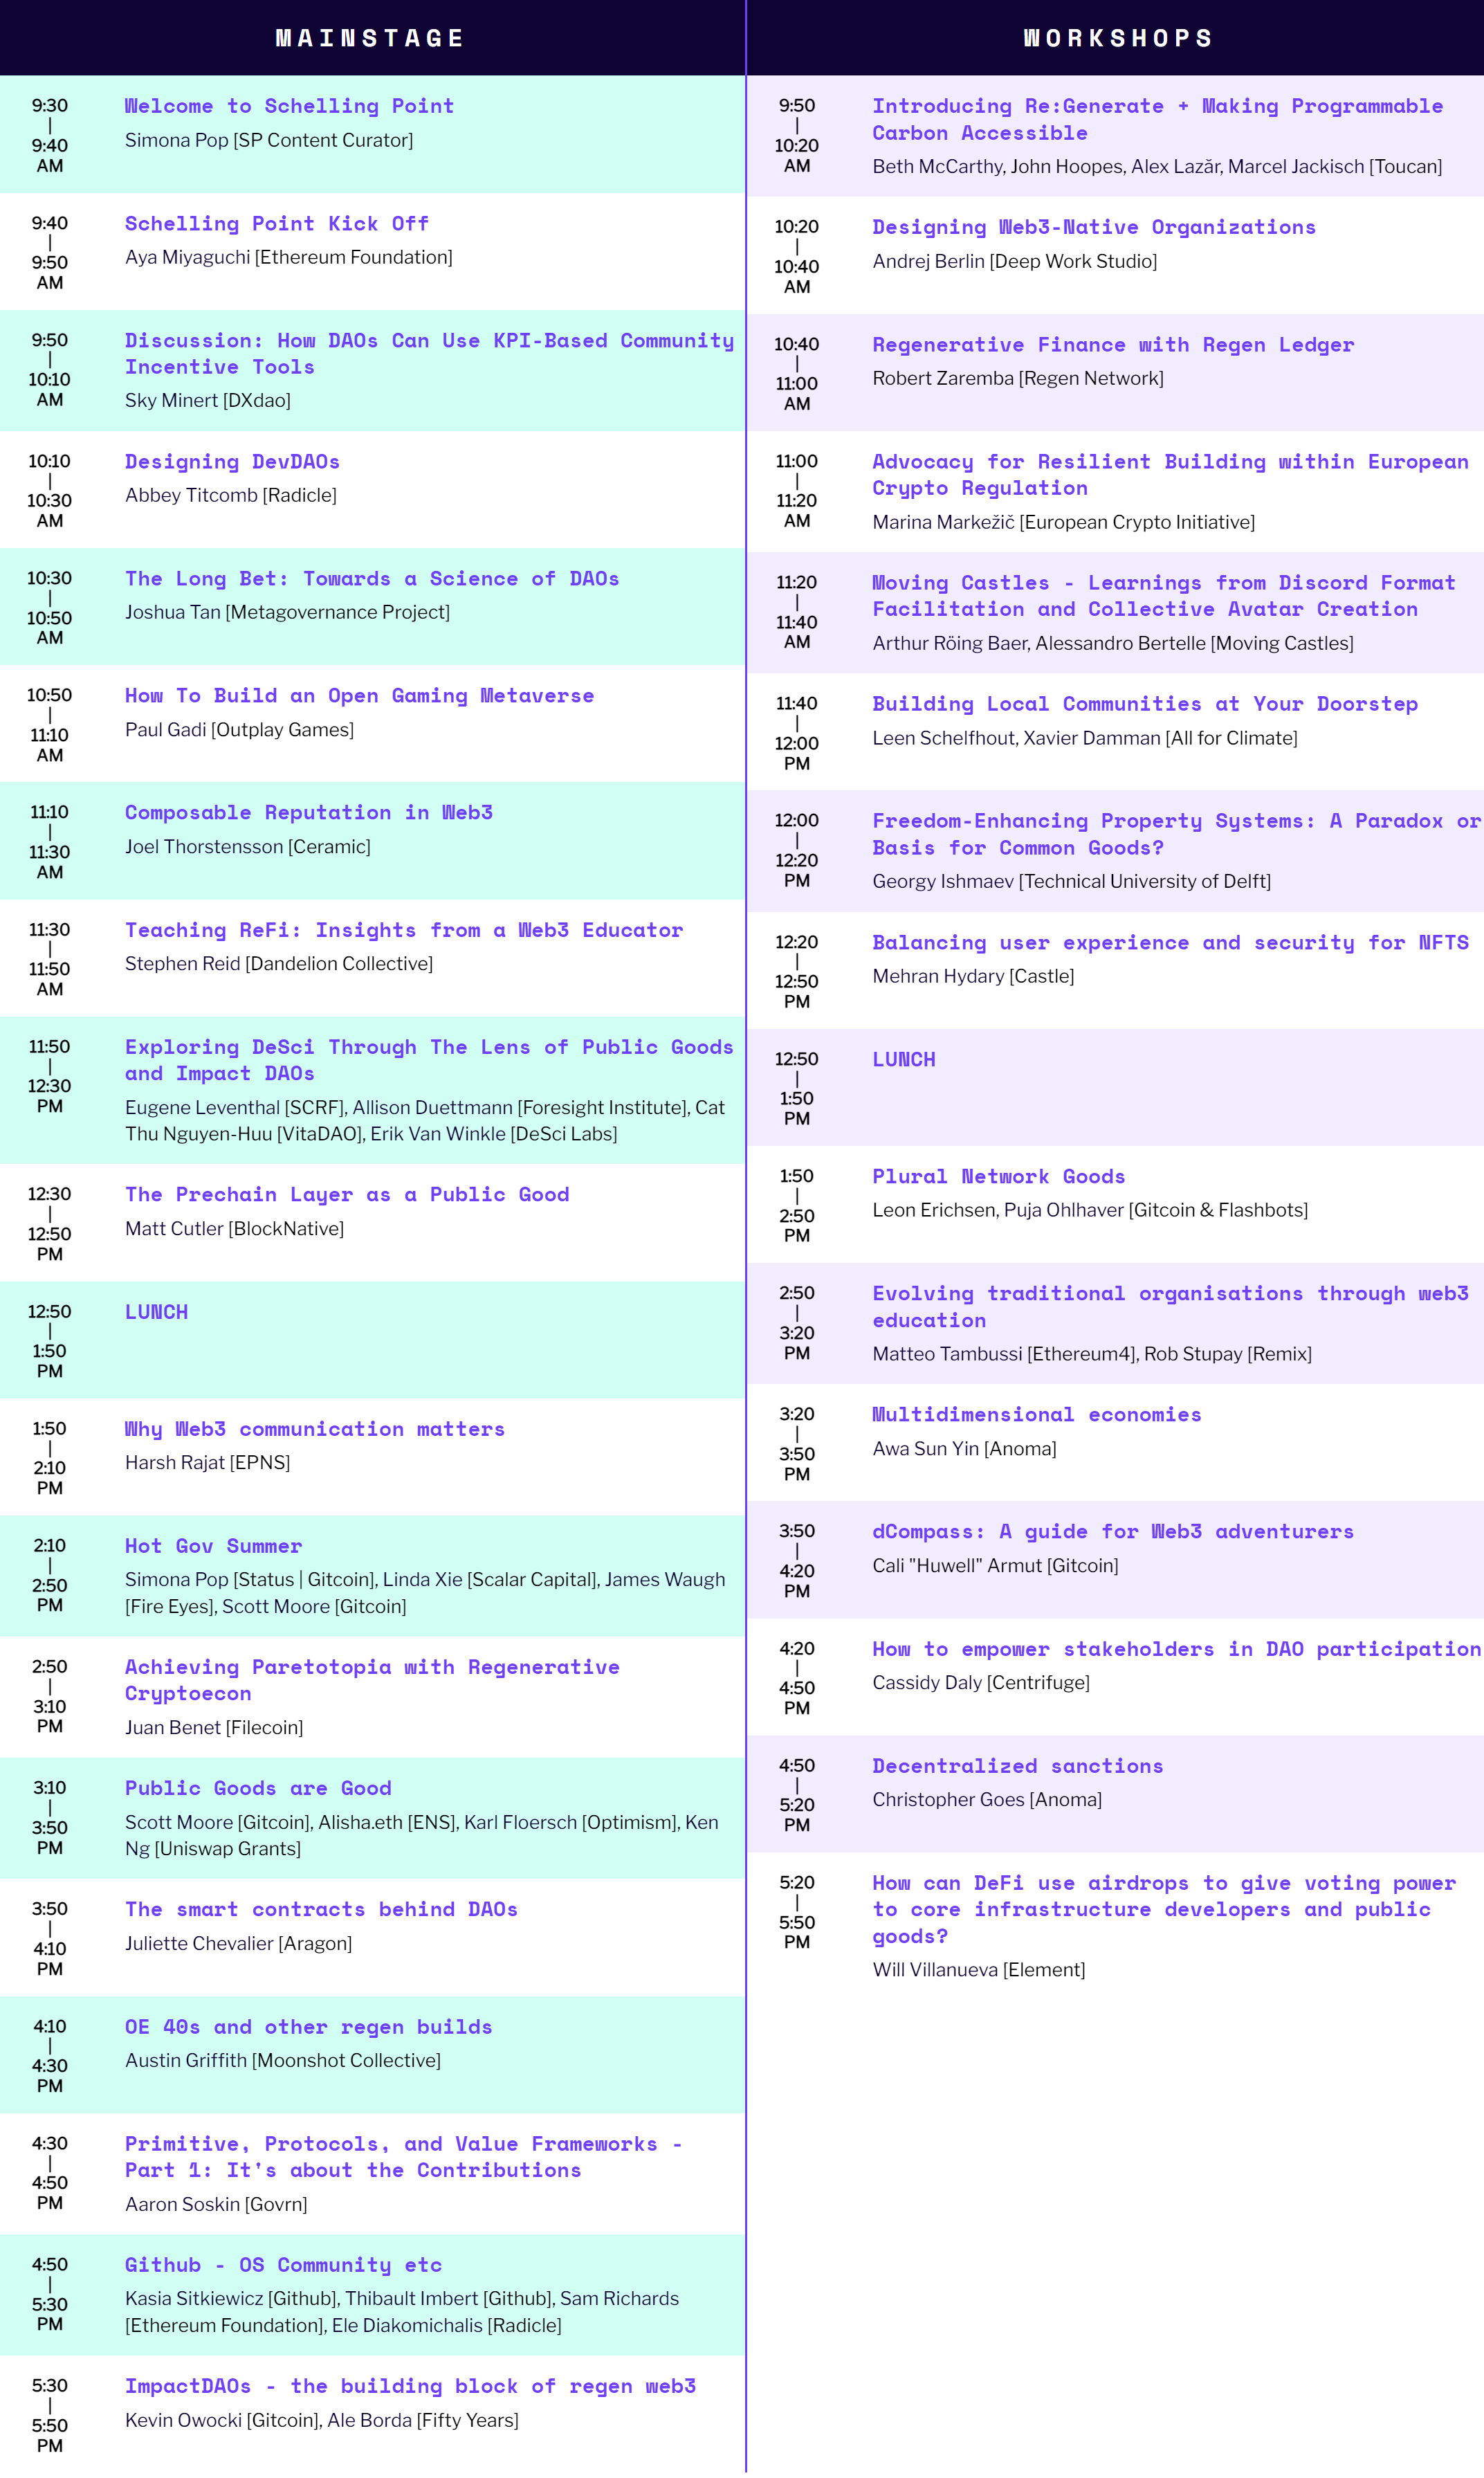 MAINSTAGE
9:30
|
9:40
AM
Welcome to Schelling Point
Simona Pop [SP Content Curator]
9:40
|
9:50
AM
Schelling Point Kick Off
Aya Miyaguchi [Ethereum Foundation]
9:50
|
10:10
AM
Discussion: How DAOs Can Use KPI-Based Community
Incentive Tools
Sky Minert [DXdao]
10:10
|
10:30
AM
Designing DevDAOs
Abbey Titcomb [Radicle]
10:30
|
10:50
AM
The Long Bet: Towards a Science of DAOs
Joshua Tan [Metagovernance Project]
10:50
|
11:10
AM
How To Build an Open Gaming Metaverse
Paul Gadi [Outplay Games]
11:10
|
11:30
AM
Composable Reputation in Web3
Joel Thorstensson [Ceramic]
11:30
|
11:50
AM
Teaching ReFi: Insights from a Web3 Educator
Stephen Reid [Dandelion Collective]
11:50
|
12:30
PM
Exploring DeSci Through The Lens of Public Goods
and Impact DAOs
Eugene Leventhal [SCRF], Allison Duettmann [Foresight Institute], Cat
Thu Nguyen-Huu [VitaDAO], Erik Van Winkle [DeSci Labs]
12:30
|
12:50
PM
The Prechain Layer as a Public Good
Matt Cutler [BlockNative]
12:50
|
1:50
PM
LUNCH
1:50
|
2:10
PM
Why Web3 communication matters
Harsh Rajat [EPNS]
2:10
|
2:50
PM
Hot Gov Summer
Simona Pop [Status | Gitcoin], Linda Xie [Scalar Capital], James Waugh
[Fire Eyes], Scott Moore [Gitcoin]
2:50
|
3:10
PM
Achieving Paretotopia with Regenerative
Cryptoecon
Juan Benet [Filecoin]
3:10
|
3:50
PM
Public Goods are Good
Scott Moore [Gitcoin], Alisha.eth [ENS], Karl Floersch [Optimism], Ken
Ng [Uniswap Grants]
3:50
|
4:10
PM
The smart contracts behind DAOs
Juliette Chevalier [Aragon]
4:10
|
4:30
PM
OE 40s and other regen builds
Austin Griffith [Moonshot Collective]
4:30
|
4:50
PM
Primitive, Protocols, and Value Frameworks -
Part 1: It's about the Contributions
Aaron Soskin [Govrn]
4:50
|
5:30
PM
Github - OS Community etc
Kasia Sitkiewicz [Github], Thibault Imbert [Github], Sam Richards
[Ethereum Foundation], Ele Diakomichalis [Radicle]
5:30
|
5:50
PM
ImpactDAOs - the building block of regen web3
Kevin Owocki [Gitcoin], Ale Borda [Fifty Years]
WORKSHOPS
9:50
|
10:20
AM
Introducing Re:Generate + Making Programmable
Carbon Accessible
Beth McCarthy, John Hoopes, Alex Lazăr, Marcel Jackisch [Toucan]
10:20
|
10:40
AM
Designing Web3-Native Organizations
Andrej Berlin [Deep Work Studio]
10:40
|
11:00
AM
Regenerative Finance with Regen Ledger
Robert Zaremba [Regen Network]
11:00
|
11:20
AM
Advocacy for Resilient Building within European
Crypto Regulation
Marina Markežič [European Crypto Initiative]
11:20
|
11:40
AM
Moving Castles - Learnings from Discord Format
Facilitation and Collective Avatar Creation
Arthur Röing Baer, Alessandro Bertelle [Moving Castles]
11:40
|
12:00
PM
Building Local Communities at Your Doorstep
Leen Schelfhout, Xavier Damman [All for Climate]
12:00
|
12:20
PM
Freedom-Enhancing Property Systems: A Paradox or
Basis for Common Goods?
Georgy Ishmaev [Technical University of Delft]
12:20
|
12:50
PM
Balancing user experience and security for NFTS
Mehran Hydary [Castle]
12:50
|
1:50
PM
LUNCH
1:50
|
2:50
PM
Plural Network Goods
Leon Erichsen, Puja Ohlhaver [Gitcoin & Flashbots]
2:50
|
3:20
PM
Evolving traditional organisations through web3
education
Matteo Tambussi [Ethereum4], Rob Stupay [Remix]
3:20
|
3:50
PM
Multidimensional economies
Awa Sun Yin [Anoma]
3:50
|
4:20
PM
dCompass: A guide for Web3 adventurers
Cali "Huwell" Armut [Gitcoin]
4:20
|
4:50
PM
How to empower stakeholders in DAO participation
Cassidy Daly [Centrifuge]
4:50
|
5:20
PM
Decentralized sanctions
Christopher Goes [Anoma]
5:20
|
5:50
PM
How can DeFi use airdrops to give voting power
to core infrastructure developers and public
goods?
Will Villanueva [Element]